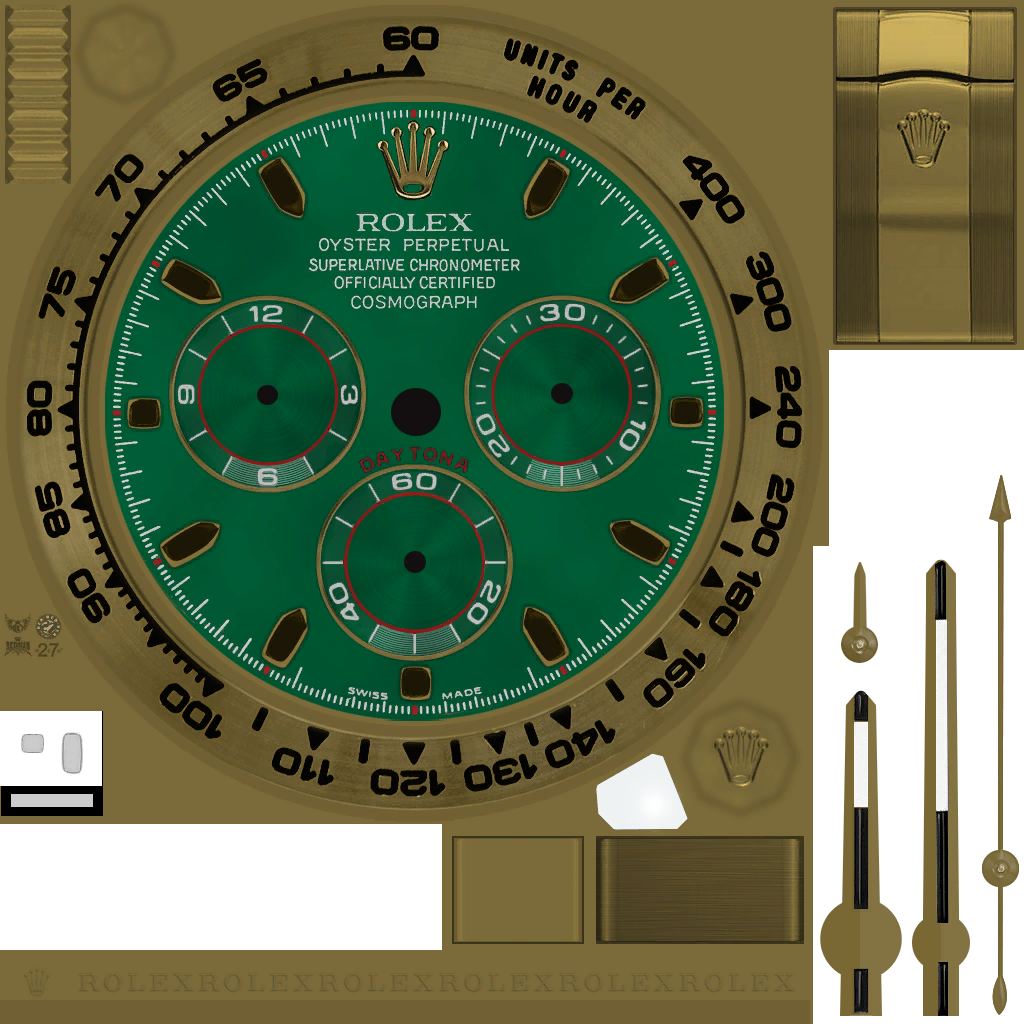 60
UNITS PER
HOUR
65
70
75
80
85
90
100
110
120
130
140
160
180
200
240
300
400
ROLEX
OYSTER PERPETUAL
SUPERLATIVE CHRONOMETER
OFFICIALLY CERTIFIED
COSMOGRAPH
12
3
6
9
30
10
20
DAYTONA
60
20
40
SWISS MADE
27
ROLEXROLEXROLEXROLEXROLEXROLEX